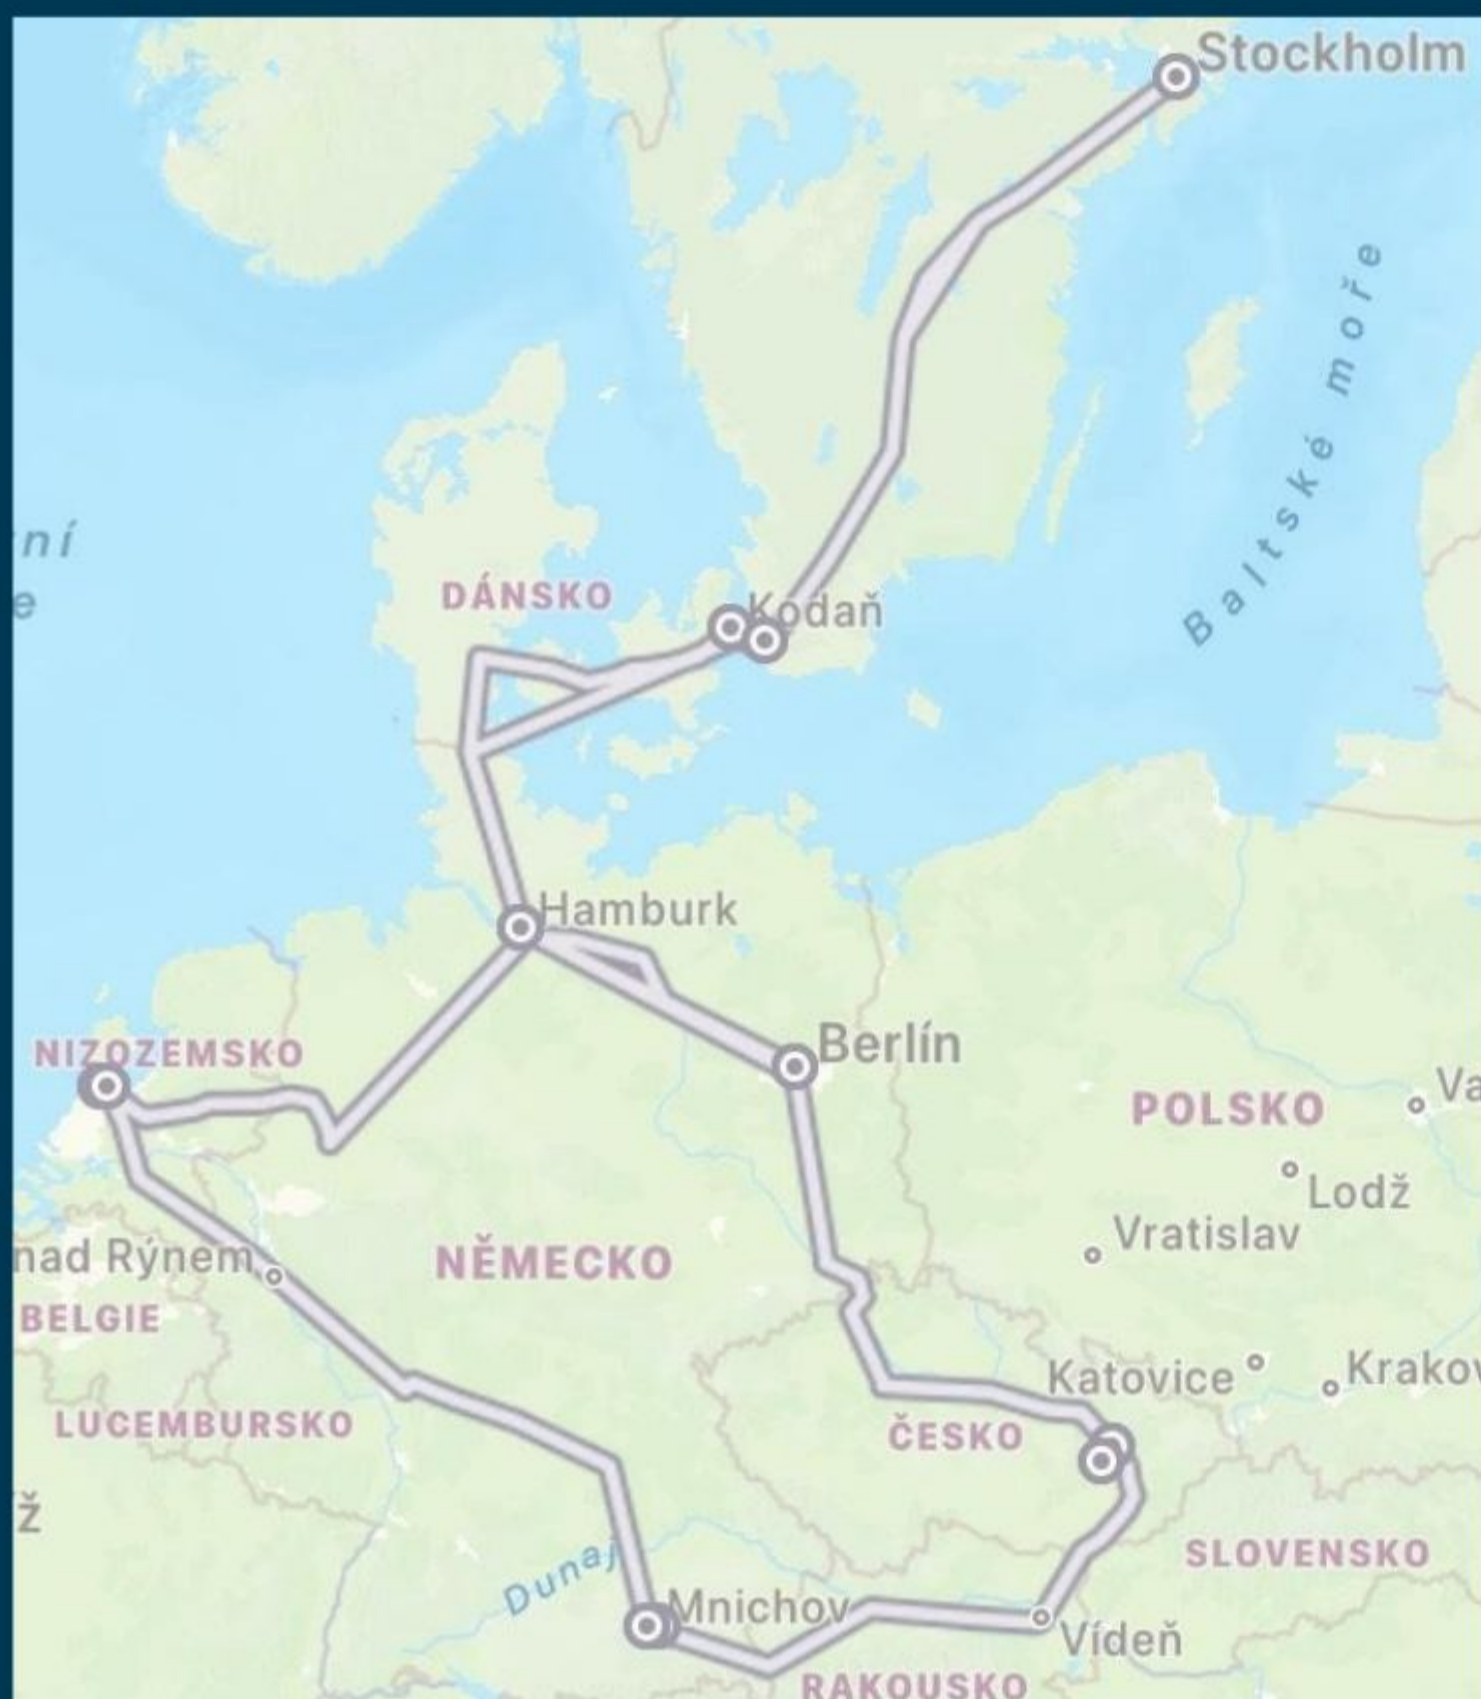 Stockholm
Baltské moře
ní
e
DÁNSKO
Kodaň
Hamburk
NIZOZEMSKO
Berlín
Va
POLSKO
Lodž
Vratislav
nad Rýnem
NĚMECKO
BELGIE
Katovice
Krakov
LUCEMBURSKO
ČESKO
ž
SLOVENSKO
Dunaj
Mnichov
Vídeň
RAKOUSKO